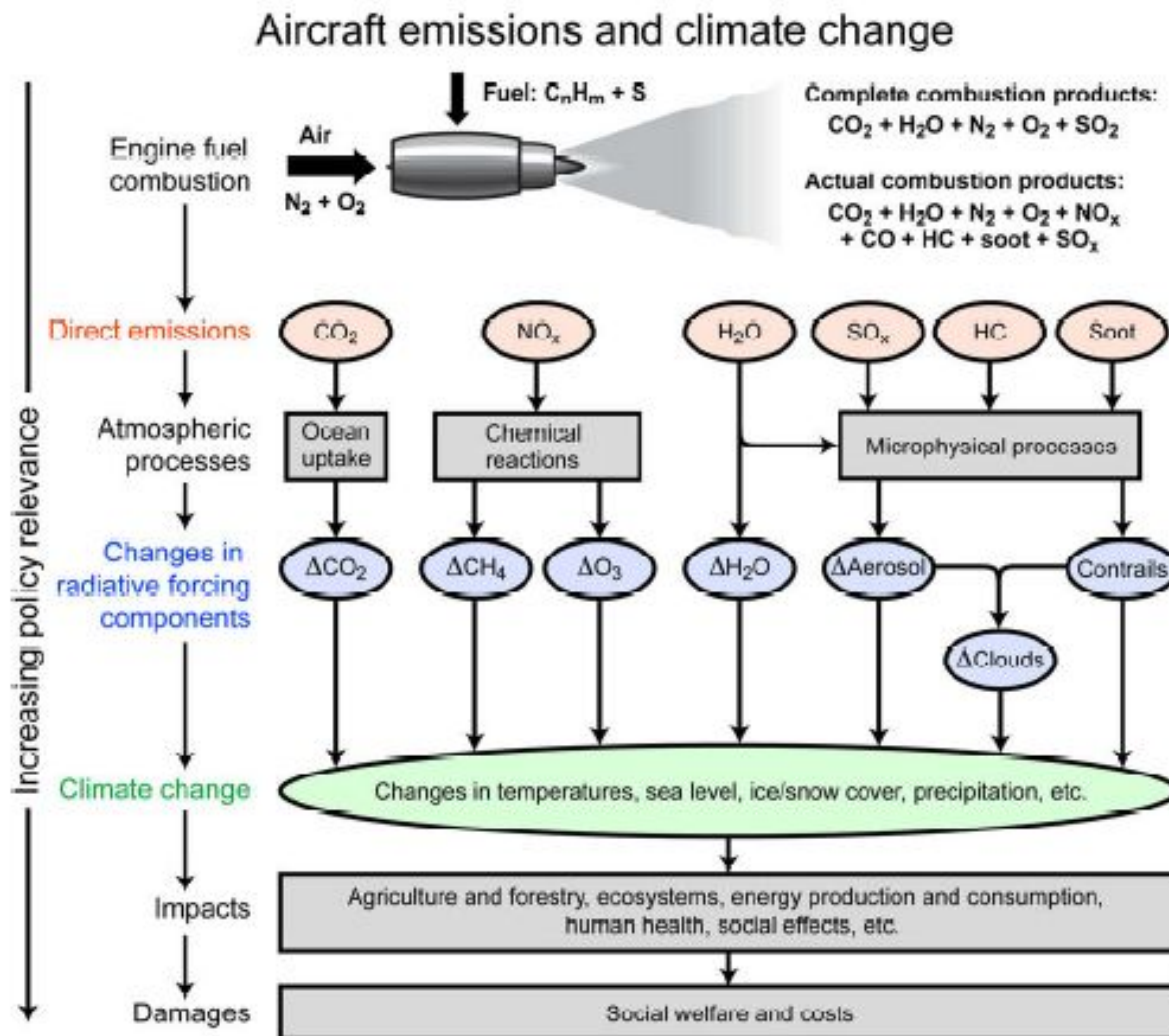 Aircraft emissions and climate change
Fuel: CₙHₘ + S
Complete combustion products:
CO₂ + H₂O + N₂ + O₂ + SO₂
Engine fuel
combustion
Air
N₂ + O₂
Actual combustion products:
CO₂ + H₂O + N₂ + O₂ + NOₓ
+ CO + HC + soot + SOₓ
Increasing policy relevance
Direct emissions
CO₂
NOₓ
H₂O
SOₓ
HC
Soot
Atmospheric
processes
Ocean
uptake
Chemical
reactions
Microphysical processes
Changes in
radiative forcing
components
ΔCO₂
ΔCH₄
ΔO₃
ΔH₂O
ΔAerosol
Contrails
ΔClouds
Climate change
Changes in temperatures, sea level, ice/snow cover, precipitation, etc.
Impacts
Agriculture and forestry, ecosystems, energy production and consumption,
human health, social effects, etc.
Damages
Social welfare and costs